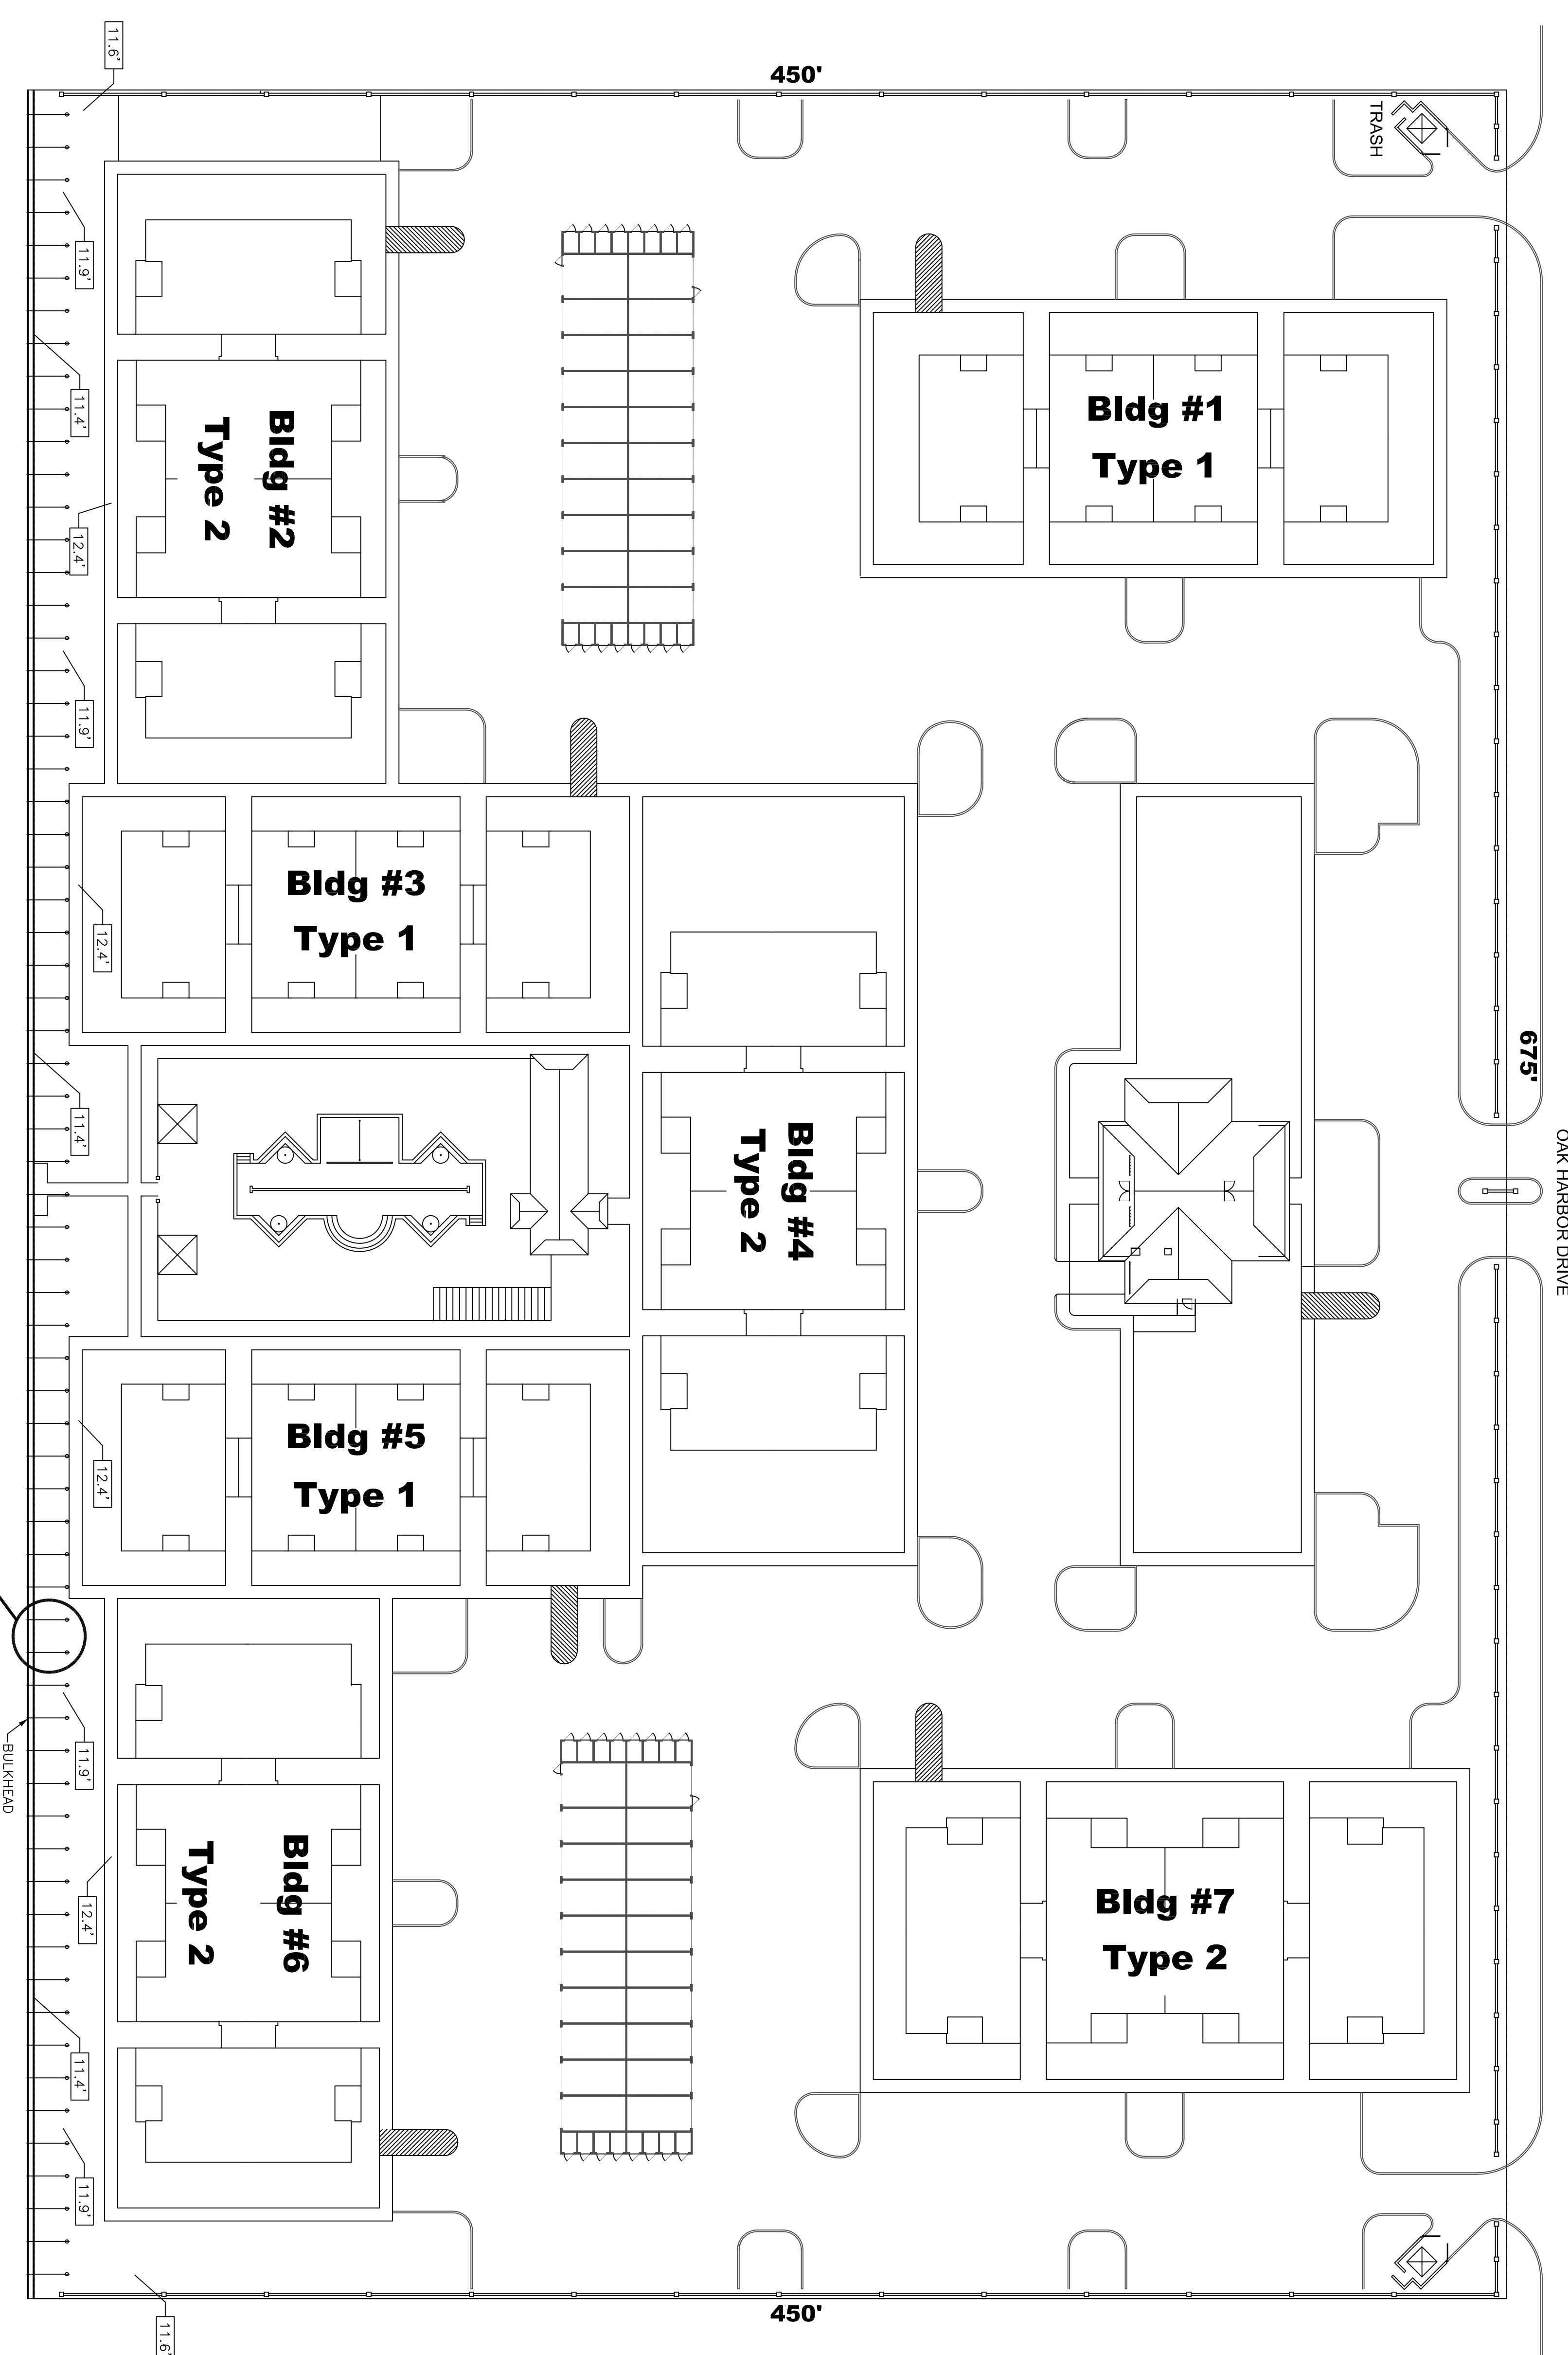 11.6'
450'
TRASH
11.9'
11.4'
Bldg #1
Type 1
Bldg #2
Type 2
12.4'
11.9'
Bldg #3
Type 1
12.4'
675'
OAK HARBOR DRIVE
11.4'
Bldg #4
Type 2
Bldg #5
Type 1
12.4'
11.9'
BULKHEAD
Bldg #6
Type 2
12.4'
Bldg #7
Type 2
11.4'
11.9'
450'
11.6'